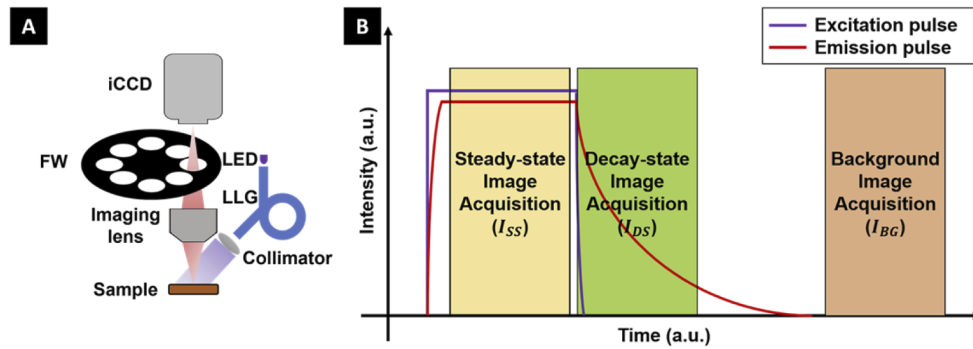 A
iCCD
FW
LED
LLG
Imaging
lens
Collimator
Sample
B
Excitation pulse
Emission pulse
Intensity (a.u.)
Steady-state
Image
Acquisition
(I_SS)
Decay-state
Image
Acquisition
(I_DS)
Background
Image
Acquisition
(I_BG)
Time (a.u.)